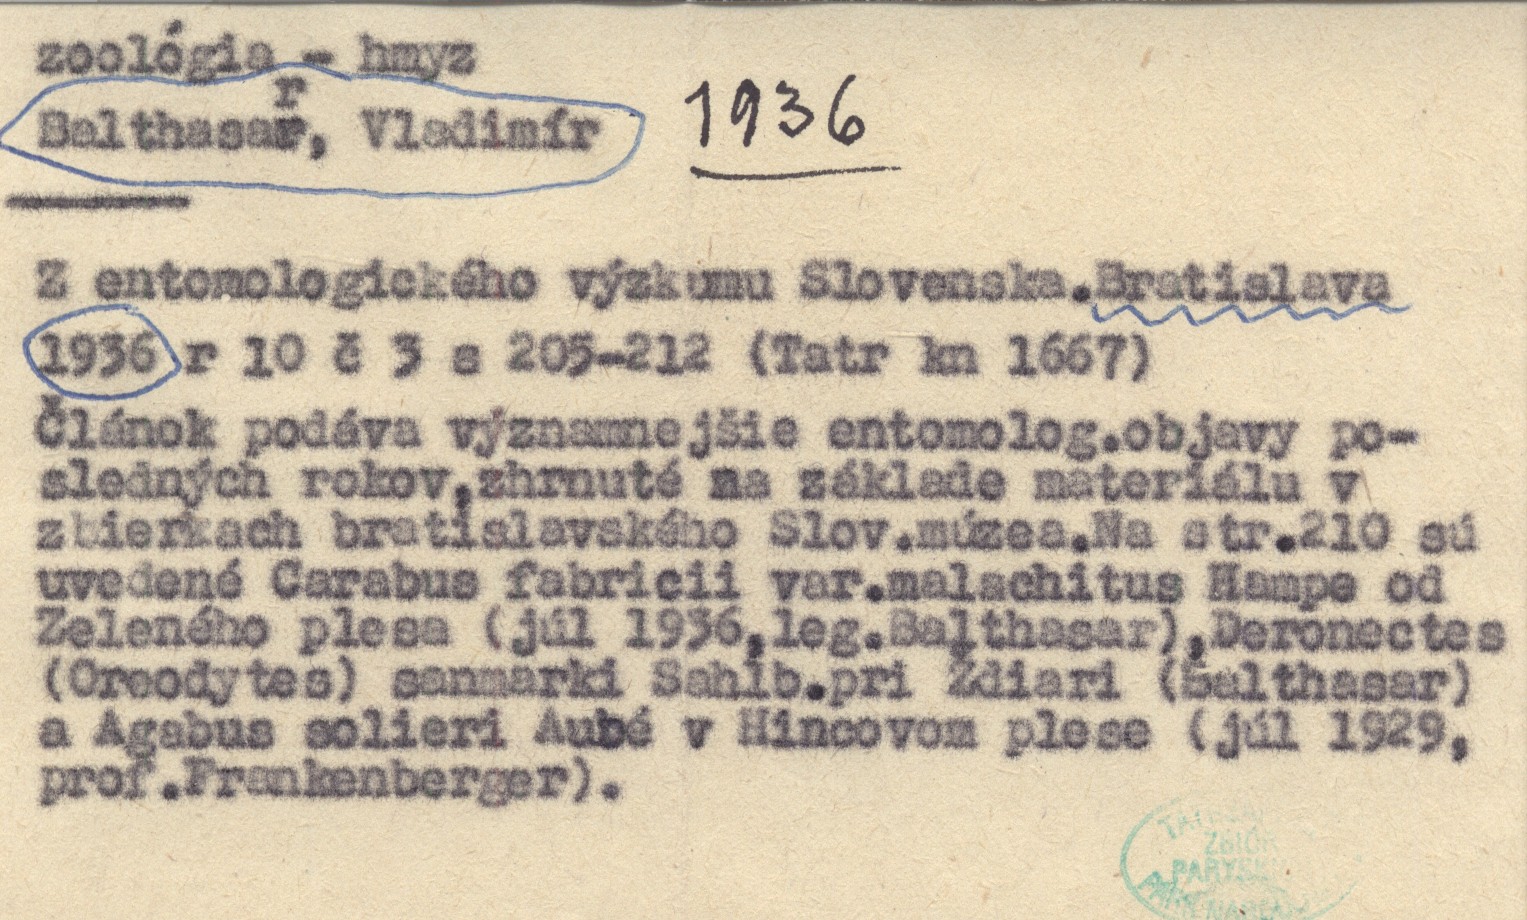 zoológia - hmyz
Balthasar, Vladimír
1936
Z entomologického výzkumu Slovenska.Bratislava
1936 r 10 č 3 s 205-212 (Tatr kn 1667)
Článok podáva významnejšie entomolog.objavy po-
sledných rokov,zhrnuté na základe materiálu v
zbierkach bratislavského Slov.múzea.Na str.210 sú
uvedené Carabus fabricii var.malachitus Hampe od
Zeleného plesa (júl 1936,leg.Balthasar),Deronectes
(Oreodytes) sanmarki Sahlb.pri Ždiari (Balthasar)
a Agabus solieri Aubé v Hincovom plese (júl 1929,
prof.Frankenberger).
ZBIOR